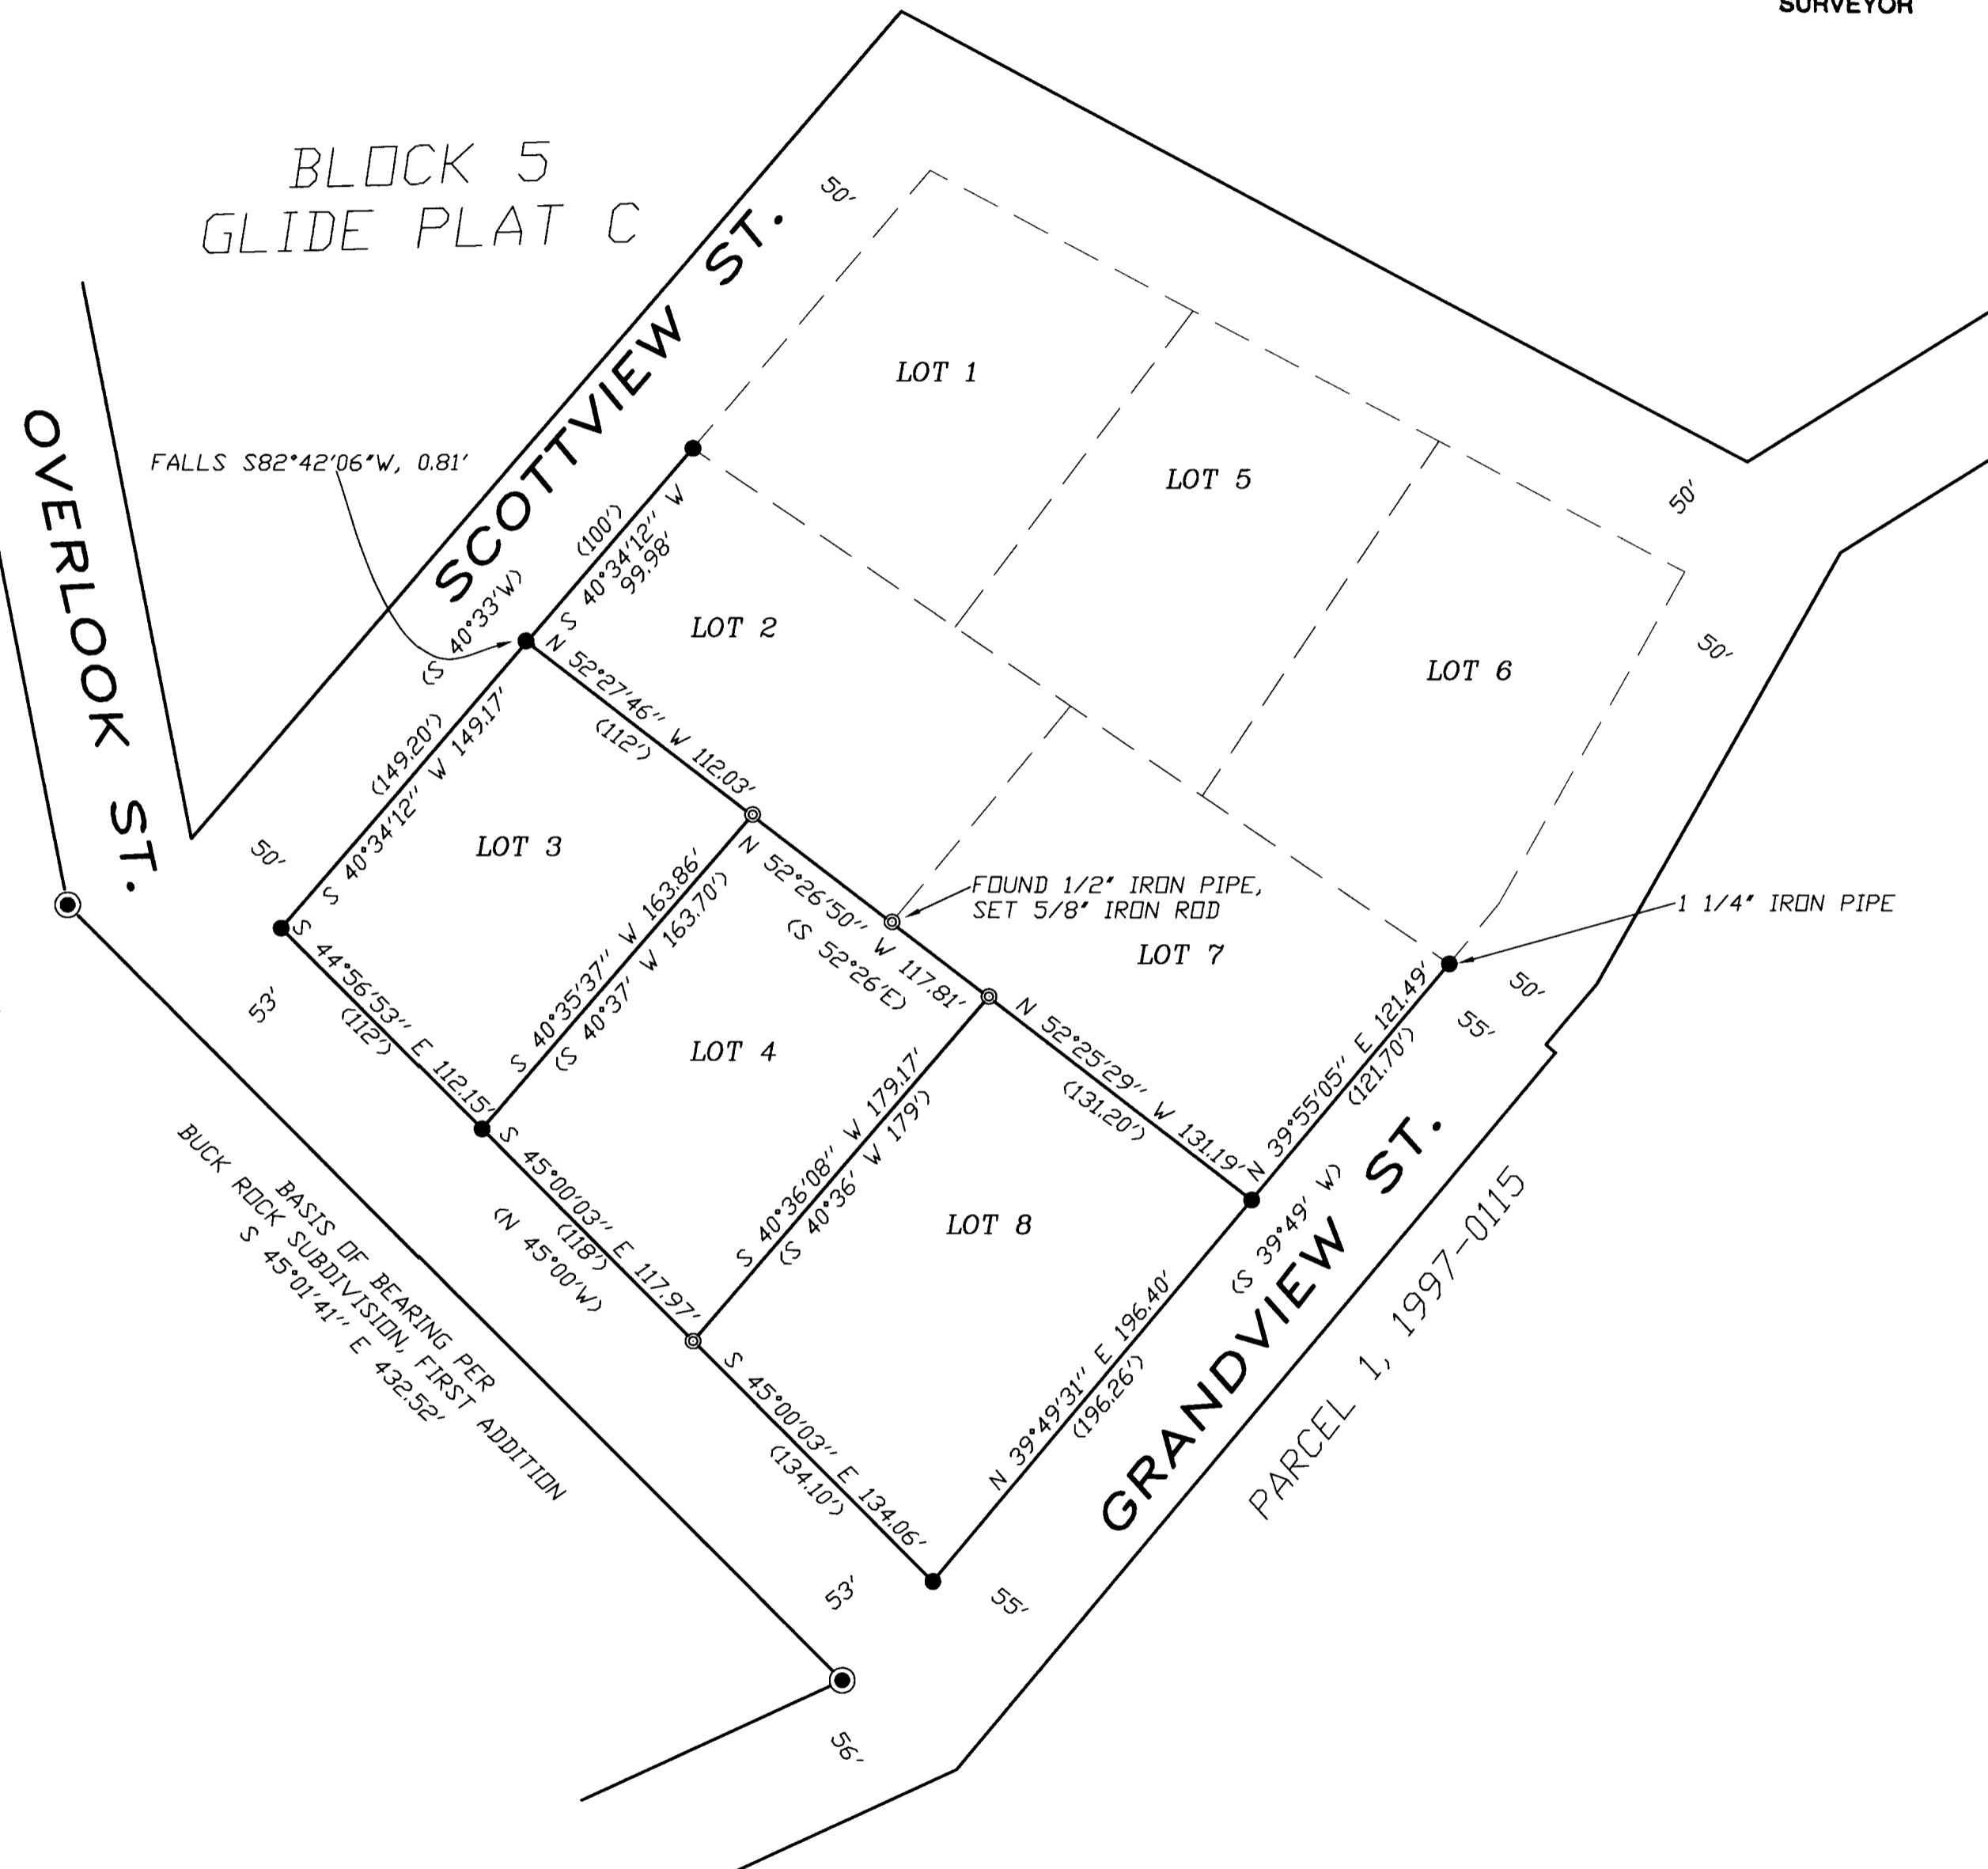 SURVEYOR
BLOCK 5
GLIDE PLAT C
50'
SCOTTVIEW ST.
OVERLOOK ST.
FALLS S82°42'06"W, 0.81'
LOT 1
LOT 5
50'
LOT 6
50'
(100')
S 40°34'12" W
99.98'
(S 40°33'W)
LOT 2
N 52°27'46" W 112.03'
(112')
(149.20')
S 40°34'12" W 149.17'
LOT 3
50'
53'
S 44°56'53" E 112.15'
(112')
S 40°35'37" W 163.86'
(S 40°37' W 163.70')
N 52°26'50" W 117.81'
(S 52°26'E)
FOUND 1/2" IRON PIPE,
SET 5/8" IRON ROD
1 1/4" IRON PIPE
LOT 7
50'
55'
LOT 4
N 52°25'29" W 131.19'
(131.20')
N 39°55'05" E 121.49'
(121.70')
S 40°36'08" W 179.17'
(S 40°36' W 179')
LOT 8
S 45°00'03" E 117.97'
(118')
(N 45°00'W)
BASIS OF BEARING PER
BUCK ROCK SUBDIVISION, FIRST ADDITION
S 45°01'41" E 432.52'
(S 39°49' W)
GRANDVIEW ST.
PARCEL 1, 1997-0115
N 39°49'31" E 196.40'
(196.26')
S 45°00'03" E 134.06'
(134.10')
53'
55'
56'